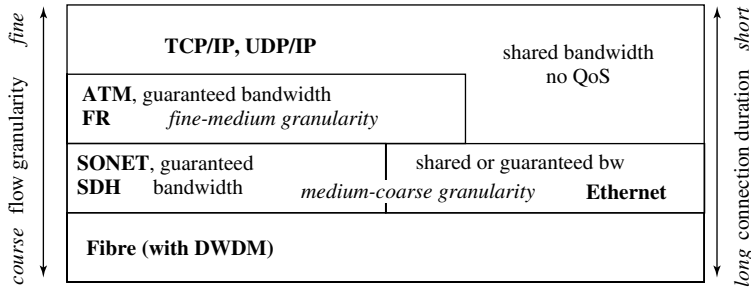 course flow granularity fine
TCP/IP, UDP/IP
shared bandwidth
no QoS
ATM, guaranteed bandwidth
FR fine-medium granularity
SONET, guaranteed
SDH bandwidth
shared or guaranteed bw
medium-coarse granularity
Ethernet
Fibre (with DWDM)
long connection duration short